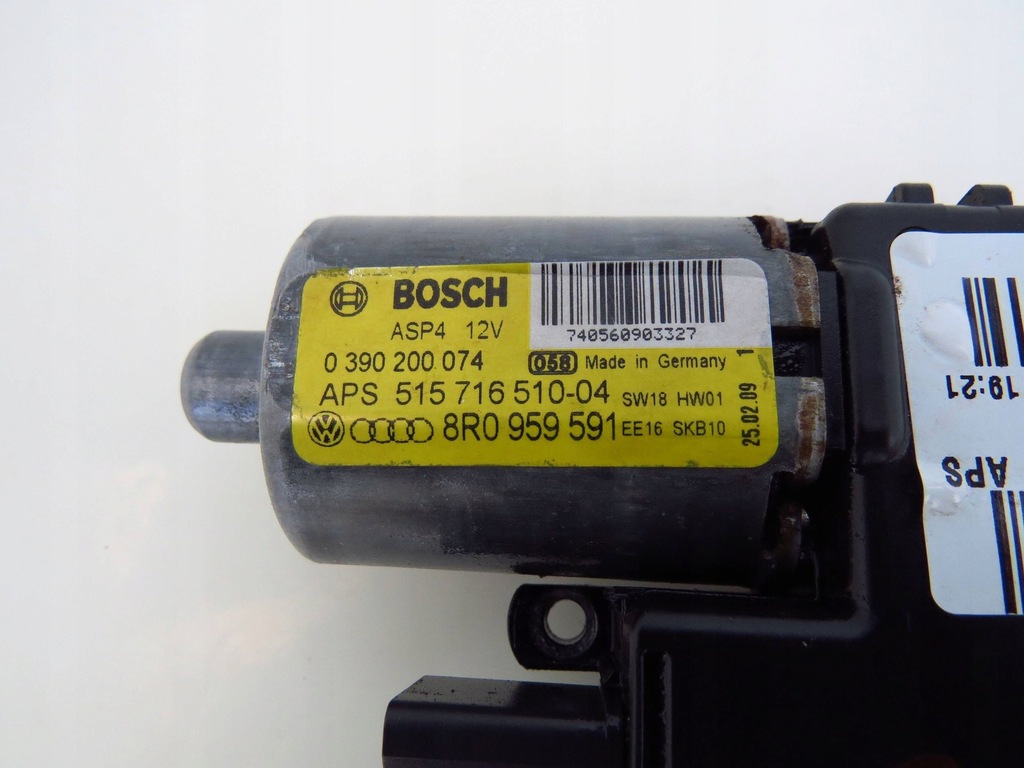 BOSCH
740560903327
ASP4 12V
0 390 200 074
058 Made in Germany
APS 515 716 510-04 SW18 HW01
8R0 959 591 EE16 SKB10
25.02.09 1
19:21
APS